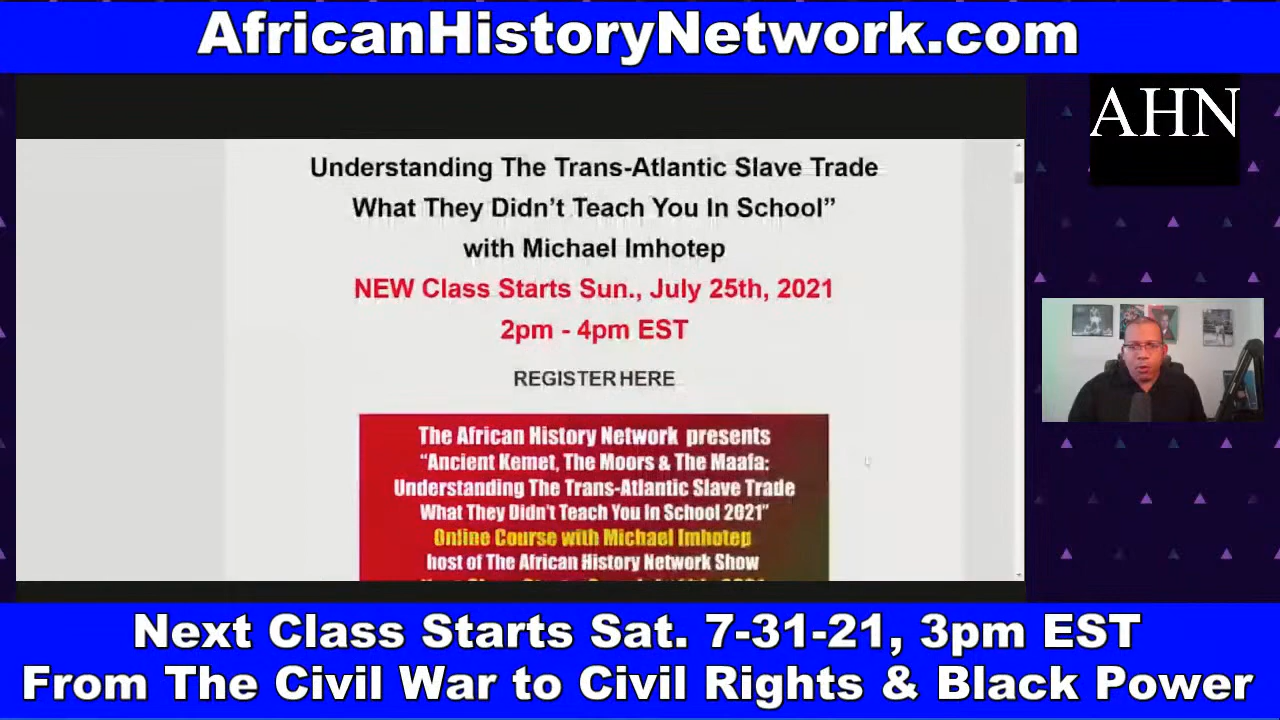 AfricanHistoryNetwork.com
AHN
Understanding The Trans-Atlantic Slave Trade
What They Didn't Teach You In School”
with Michael Imhotep
NEW Class Starts Sun., July 25th, 2021
2pm - 4pm EST
REGISTER HERE
The African History Network presents
“Ancient Kemet, The Moors & The Maafa:
Understanding The Trans-Atlantic Slave Trade
What They Didn't Teach You In School 2021”
Online Course with Michael Imhotep
host of The African History Network Show
Next Class Starts Sat. 7-31-21, 3pm EST
From The Civil War to Civil Rights & Black Power